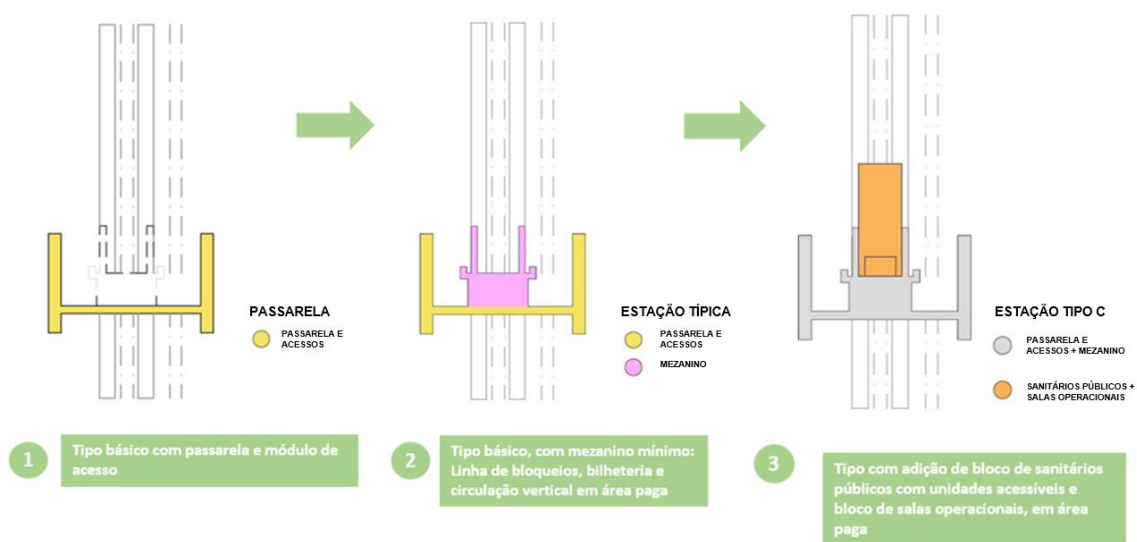 PASSARELA
PASSARELA E
ACESSOS
1
Tipo básico com passarela e módulo de
acesso
ESTAÇÃO TÍPICA
PASSARELA E
ACESSOS
MEZANINO
2
Tipo básico, com mezanino mínimo:
Linha de bloqueios, bilheteria e
circulação vertical em área paga
ESTAÇÃO TIPO C
PASSARELA E
ACESSOS + MEZANINO
SANITÁRIOS PÚBLICOS +
SALAS OPERACIONAIS
3
Tipo com adição de bloco de sanitários
públicos com unidades acessíveis e
bloco de salas operacionais, em área
paga